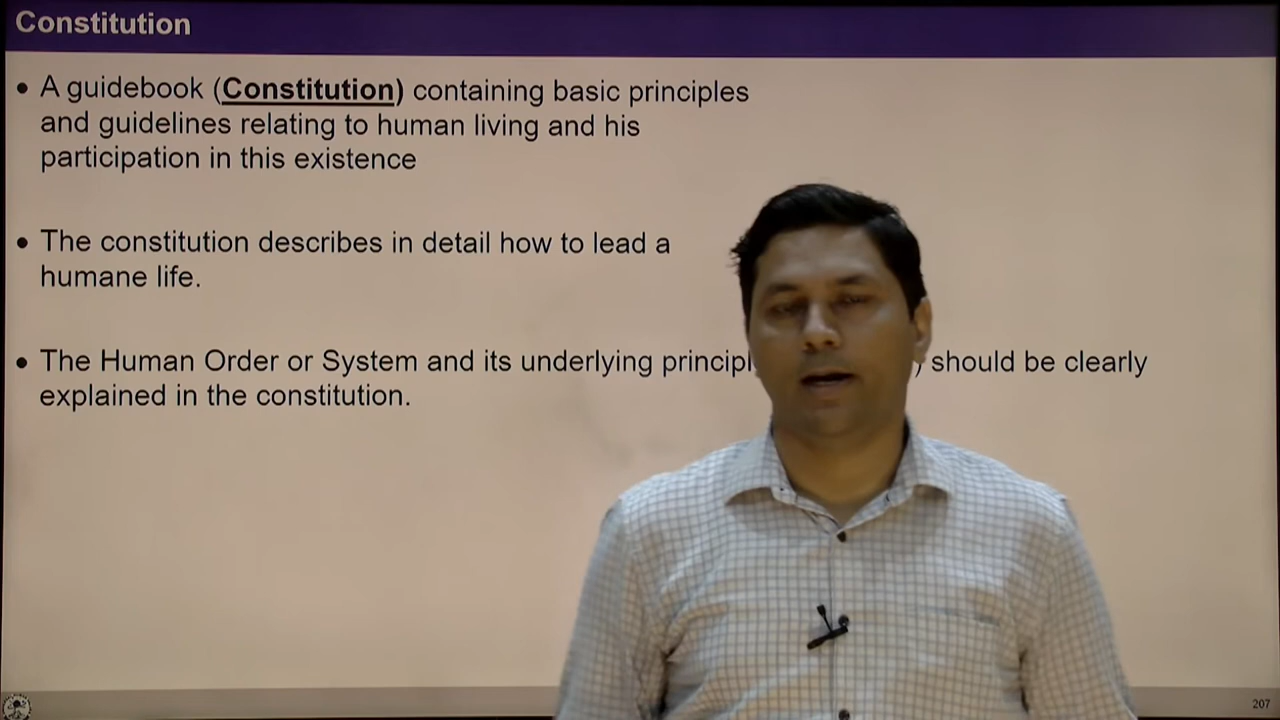 Constitution
• A guidebook (Constitution) containing basic principles
and guidelines relating to human living and his
participation in this existence
• The constitution describes in detail how to lead a
humane life.
• The Human Order or System and its underlying should be clearly
explained in the constitution.
207